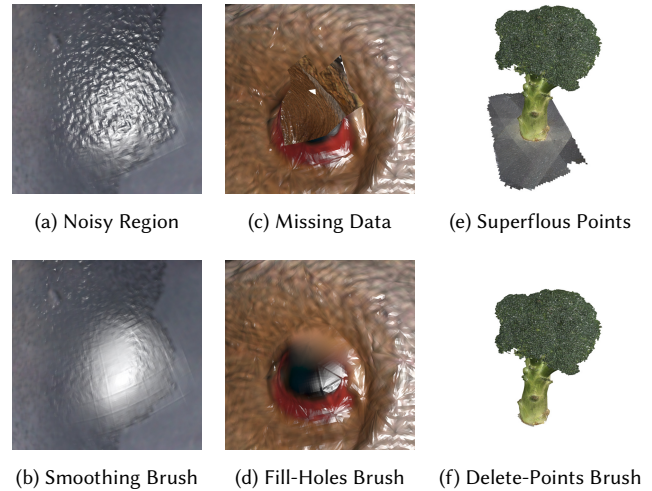 (a) Noisy Region
(c) Missing Data
(e) Superflous Points
(b) Smoothing Brush
(d) Fill-Holes Brush
(f) Delete-Points Brush